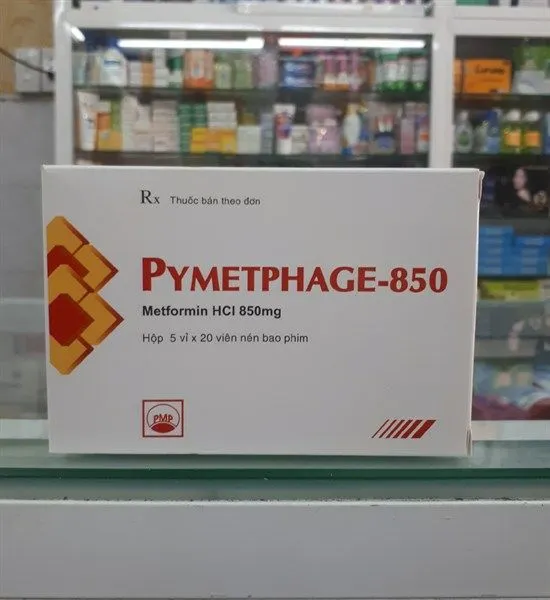 Rx Thuốc bán theo đơn
PYMETPHAGE-850
Metformin HCl 850mg
Hộp 5 vỉ x 20 viên nén bao phim
PMP